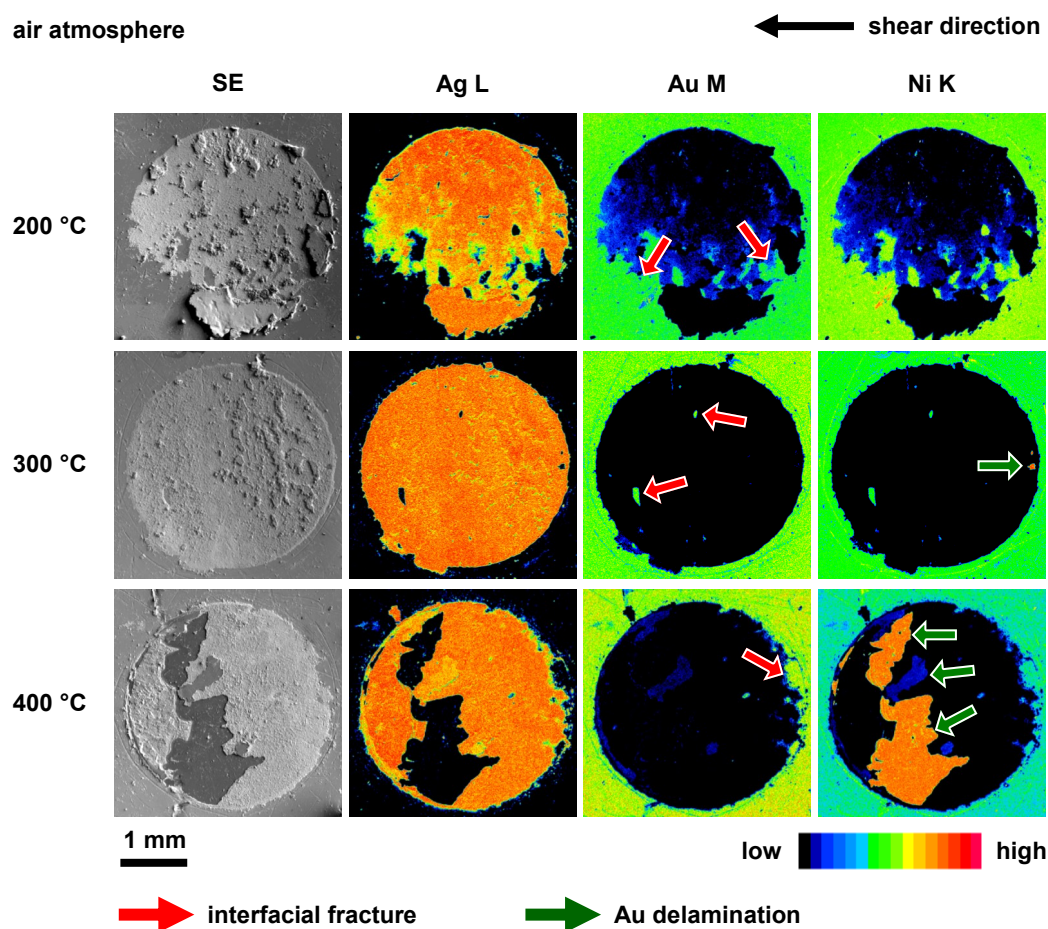 air atmosphere
shear direction
SE Ag L Au M Ni K
200 °C
300 °C
400 °C
1 mm
low high
interfacial fracture Au delamination